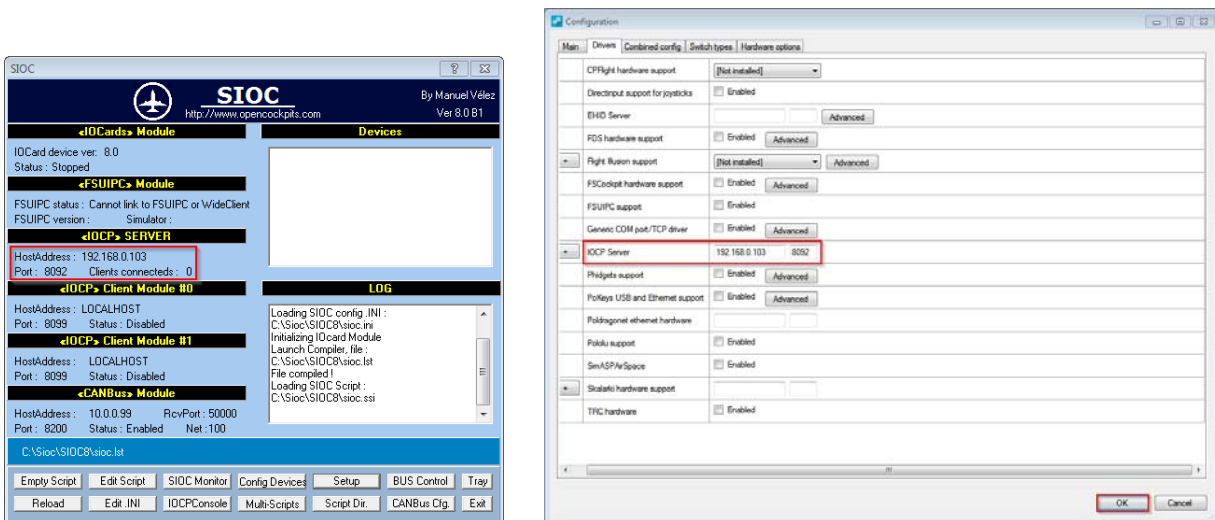 SIOC
SIOC
http://www.opencockpits.com
By Manuel Vélez
Ver 8.0 B1
«IOCards» Module
IOCard device ver: 8.0
Status : Stopped
«FSUIPC» Module
FSUIPC status : Cannot link to FSUIPC or WideClient
FSUIPC version : Simulator :
«IOCP» SERVER
HostAddress : 192.168.0.103
Port : 8092 Clients connecteds : 0
«IOCP» Client Module #0
HostAddress : LOCALHOST
Port : 8099 Status : Disabled
«IOCP» Client Module #1
HostAddress : LOCALHOST
Port : 8099 Status : Disabled
«CANBus» Module
HostAddress : 10.0.0.99 RcvPort : 50000
Port : 8200 Status : Enabled Net :100
Devices
LOG
Loading SIOC config .INI :
C:\Sioc\SIOC8\sioc.ini
Initializing IOcard Module
Launch Compiler, file :
C:\Sioc\SIOC8\sioc.lst
File compiled !
Loading SIOC Script :
C:\Sioc\SIOC8\sioc.ssi
C:\Sioc\SIOC8\sioc.lst
Empty Script Edit Script SIOC Monitor Config Devices Setup BUS Control Tray
Reload Edit .INI IOCPConsole Multi-Scripts Script Dir. CANBus Cfg. Exit
Configuration
Main Drivers Combined config Switch types Hardware options
CPFlight hardware support [Not installed]
Directinput support for joysticks Enabled
EHID Server Advanced
FDS hardware support Enabled Advanced
Flight Illusion support [Not installed] Advanced
FSCockpit hardware support Enabled Advanced
FSUIPC support Enabled
Generic COM port/TCP driver Enabled Advanced
IOCP Server 192.168.0.103 8092
Phidgets support Enabled Advanced
PoKeys USB and Ethernet support Enabled Advanced
Poldragonet ethernet hardware
Pololu support Enabled
SimASP/ArSpace Enabled
Skalarki hardware support
TRC hardware Enabled
OK Cancel